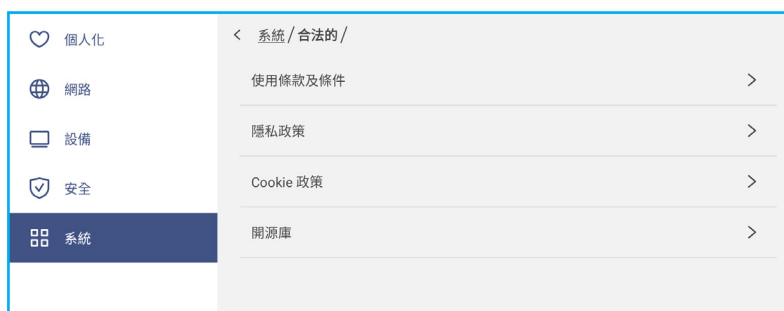 個人化
網路
設備
安全
系統
系統 / 合法的 /
使用條款及條件
隱私政策
Cookie 政策
開源庫